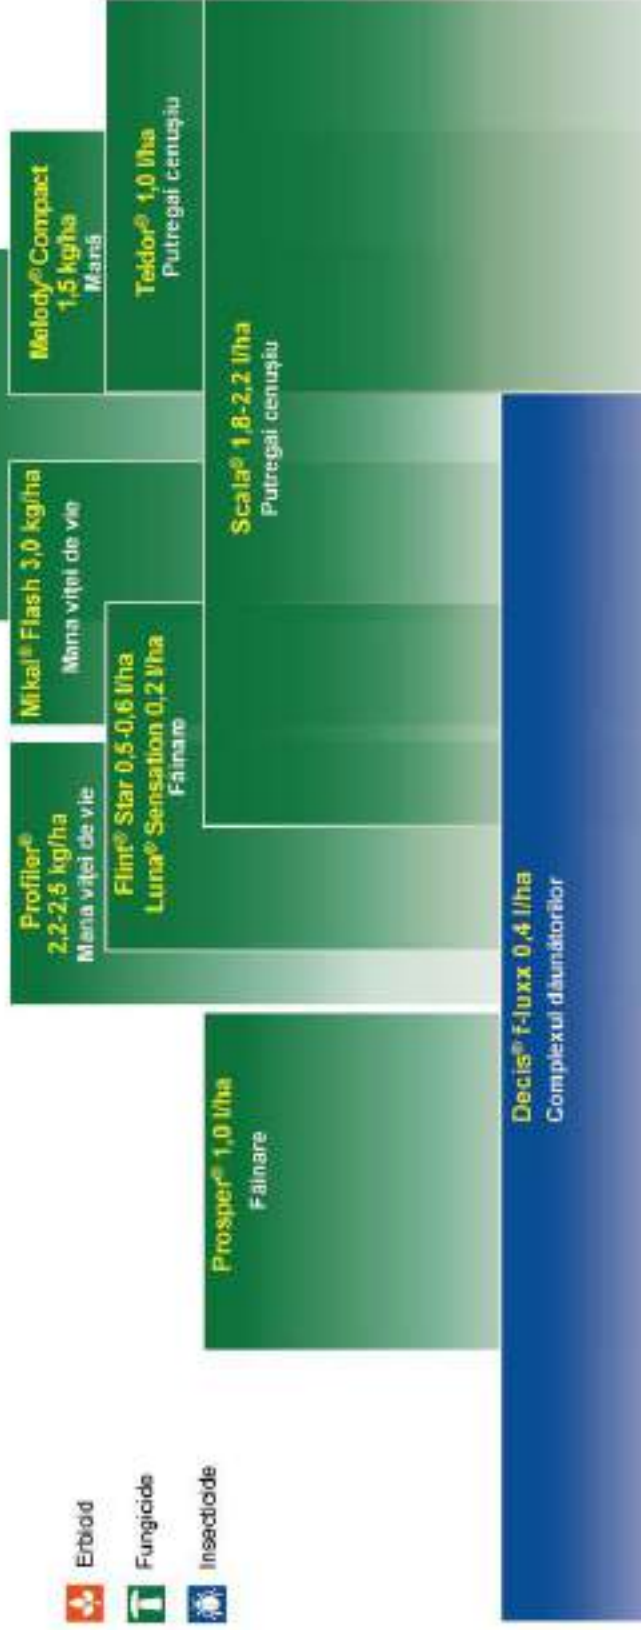 Profiler®
2,2-2,5 kg/ha
Mana viței de vie
Mikal® Flash 3,0 kg/ha
Mana viței de vie
Melody® Compact
1,5 kg/ha
Mană
Flint® Star 0,5-0,6 l/ha
Luna® Sensation 0,2 l/ha
Făinare
Teldor® 1,0 l/ha
Putregai cenușiu
Prosper® 1,0 l/ha
Făinare
Scala® 1,8-2,2 l/ha
Putregai cenușiu
Decis® f-luxx 0,4 l/ha
Complexul dăunătorilor
Erbicid
Fungicide
Insecticide